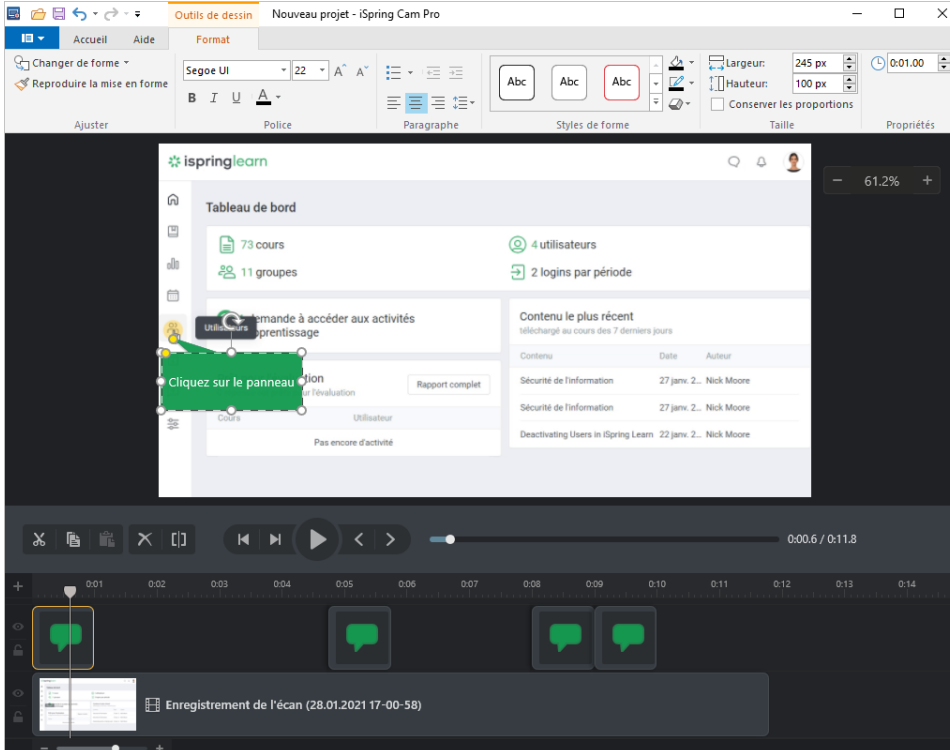 Outils de dessin
Nouveau projet - iSpring Cam Pro
Accueil
Aide
Format
Changer de forme
Reproduire la mise en forme
Ajuster
Segoe UI
22
A
A
B I U A
Police
Paragraphe
Abc
Abc
Abc
Styles de forme
Largeur:
245 px
Hauteur:
100 px
Conserver les proportions
Taille
0:01.00
Propriétés
61.2%
ispringlearn
Tableau de bord
73 cours
4 utilisateurs
11 groupes
2 logins par période
demande à accéder aux activités
Utilisateurs
Contenu le plus récent
téléchargé au cours des 7 derniers jours
Contenu
Date
Auteur
Cliquez sur le panneau
Rapport complet
Sécurité de l'information
27 janv. 2...
Nick Moore
Sécurité de l'information
27 janv. 2...
Nick Moore
Cours
Utilisateur
Deactivating Users in iSpring Learn
22 janv. 2...
Nick Moore
Pas encore d'activité
0:00.6 / 0:11.8
0:01
0:02
0:03
0:04
0:05
0:06
0:07
0:08
0:09
0:10
0:11
0:12
0:13
0:14
Enregistrement de l'écan (28.01.2021 17-00-58)